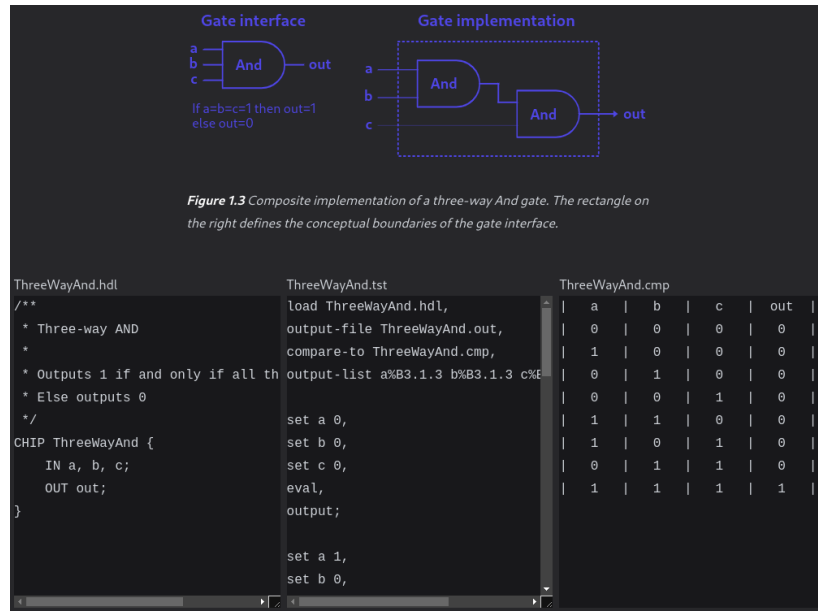 Gate interface
a
b
c
And
out
If a=b=c=1 then out=1
else out=0
Gate implementation
a
b
c
And
And
out
Figure 1.3 Composite implementation of a three-way And gate. The rectangle on
the right defines the conceptual boundaries of the gate interface.
ThreeWayAnd.hdl
/**
 * Three-way AND
 *
 * Outputs 1 if and only if all th
 * Else outputs 0
 */
CHIP ThreeWayAnd {
    IN a, b, c;
    OUT out;
}
ThreeWayAnd.tst
load ThreeWayAnd.hdl,
output-file ThreeWayAnd.out,
compare-to ThreeWayAnd.cmp,
output-list a%B3.1.3 b%B3.1.3 c%
set a 0,
set b 0,
set c 0,
eval,
output;
set a 1,
set b 0,
ThreeWayAnd.cmp
| a | b | c | out |
| 0 | 0 | 0 | 0 |
| 1 | 0 | 0 | 0 |
| 0 | 1 | 0 | 0 |
| 0 | 0 | 1 | 0 |
| 1 | 1 | 0 | 0 |
| 1 | 0 | 1 | 0 |
| 0 | 1 | 1 | 0 |
| 1 | 1 | 1 | 1 |